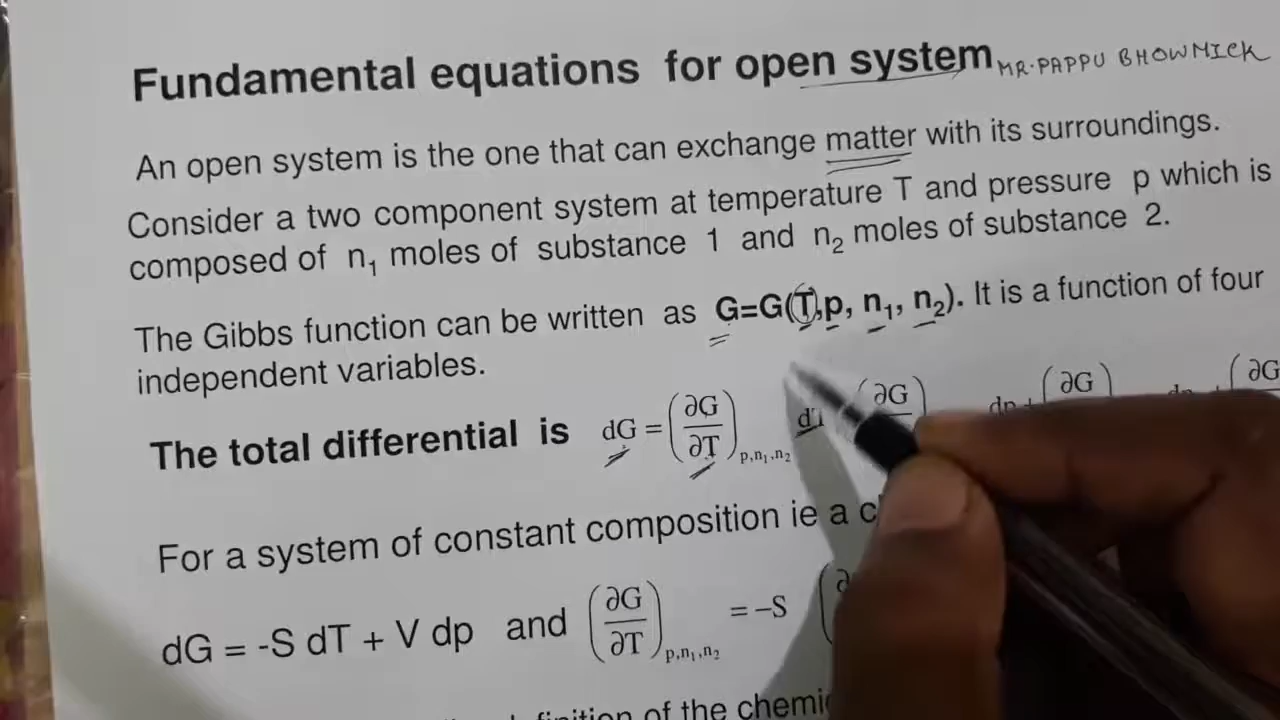 Fundamental equations for open system MR.PAPPU BHOWMICK
An open system is the one that can exchange matter with its surroundings.
Consider a two component system at temperature T and pressure p which is
composed of n₁ moles of substance 1 and n₂ moles of substance 2.
The Gibbs function can be written as G=G(T,p, n₁, n₂). It is a function of four
independent variables.
The total differential is dG = (∂G/∂T)p,n₁,n₂ (∂G dp + (∂G (∂G
For a system of constant composition ie a
dG = -S dT + V dp and (∂G/∂T)p,n₁,n₂ = –S
of the